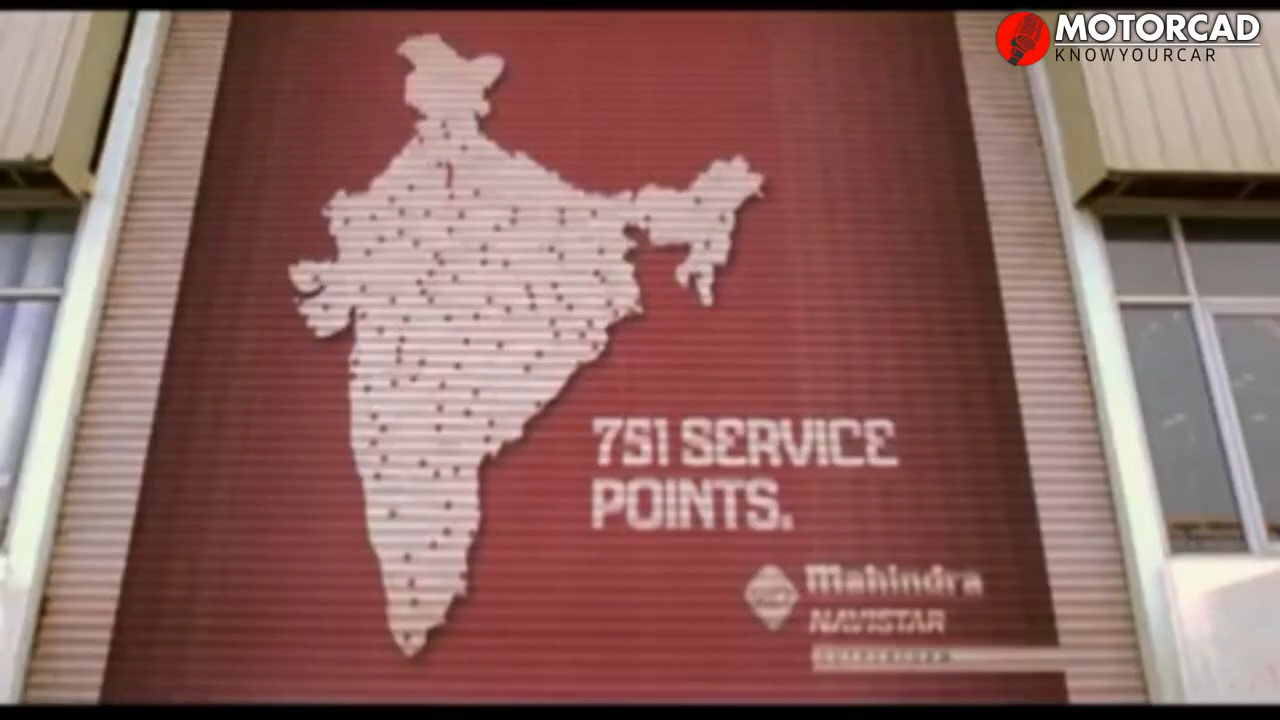 MOTORCAD
KNOWYOURCAR
751 SERVICE
POINTS.
Mahindra
NAVISTAR